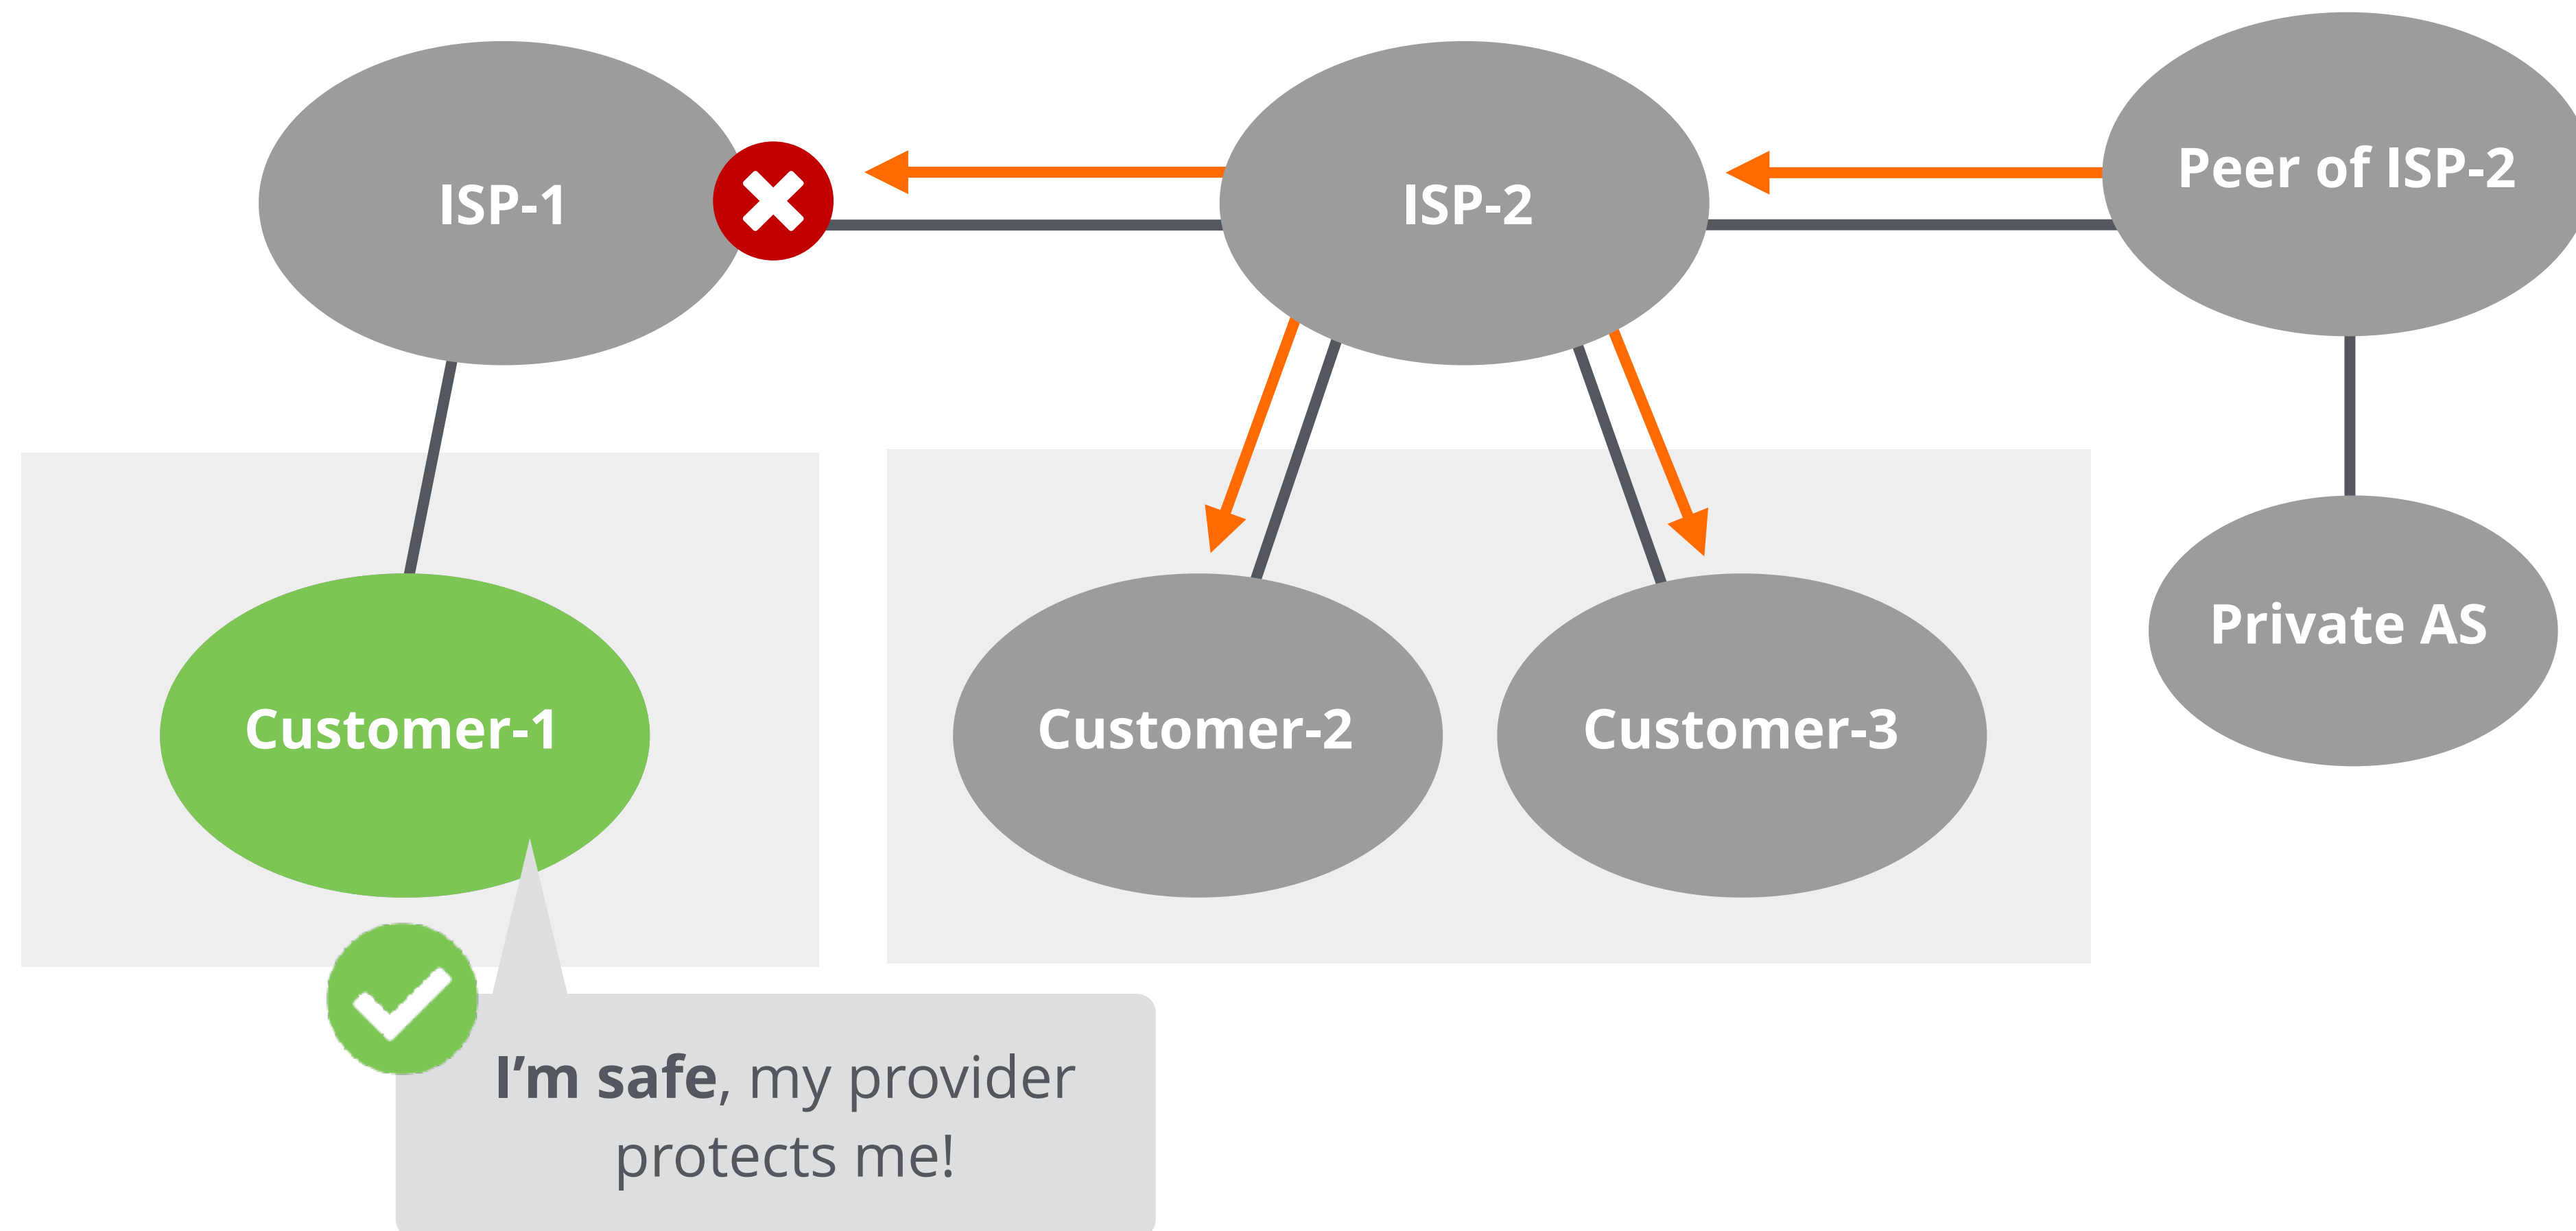 ISP-1
ISP-2
Peer of ISP-2
Private AS
Customer-1
Customer-2
Customer-3
I’m safe, my provider
protects me!